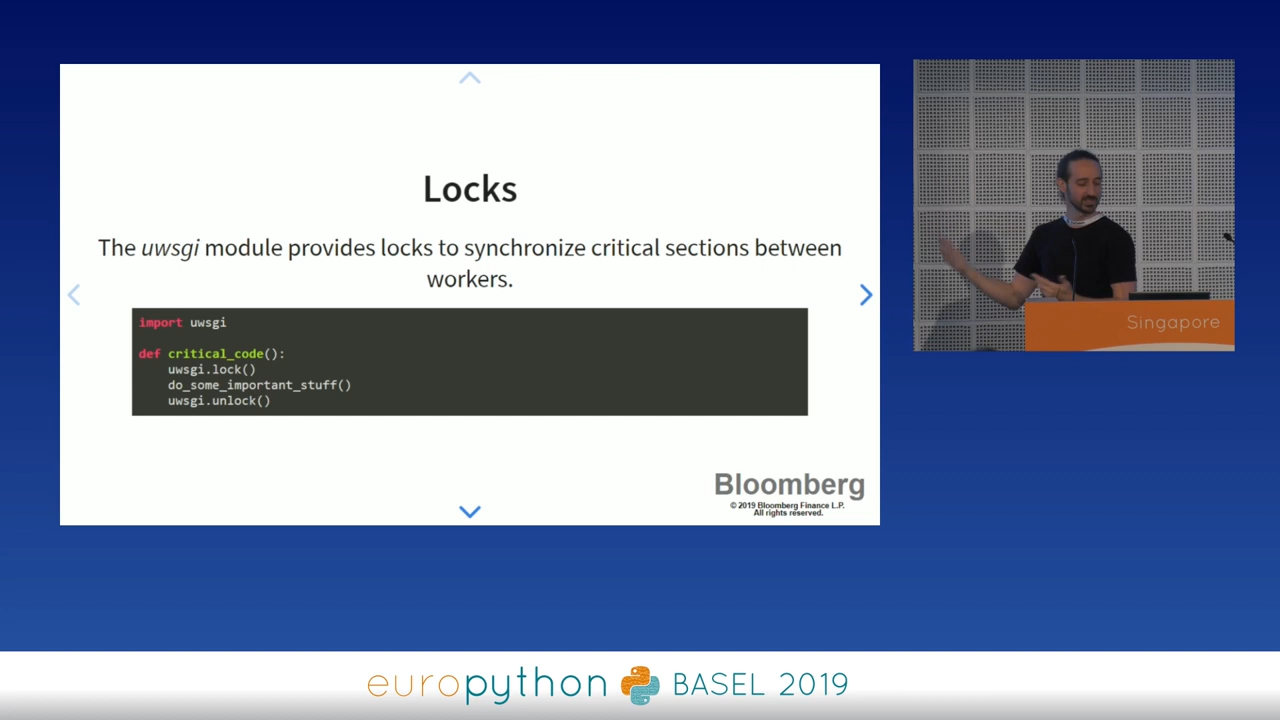 Locks
The uwsgi module provides locks to synchronize critical sections between
workers.
import uwsgi
def critical_code():
uwsgi.lock()
do_some_important_stuff()
uwsgi.unlock()
Bloomberg
© 2019 Bloomberg Finance L.P.
All rights reserved.
Singapore
europython BASEL 2019